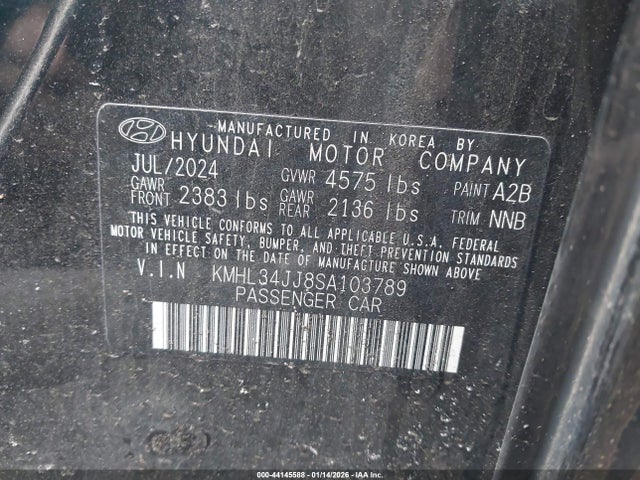 MANUFACTURED IN KOREA BY
HYUNDAI MOTOR COMPANY
JUL/2024 GVWR 4575 lbs PAINT A2B
GAWR FRONT 2383 lbs GAWR REAR 2136 lbs TRIM NNB
THIS VEHICLE CONFORMS TO ALL APPLICABLE U.S.A. FEDERAL
MOTOR VEHICLE SAFETY, BUMPER, AND THEFT PREVENTION STANDARDS
IN EFFECT ON THE DATE OF MANUFACTURE SHOWN ABOVE
V.I.N KMHL34JJ8SA103789
PASSENGER CAR
000-44145588 - 01/14/2026 - IAA Inc.